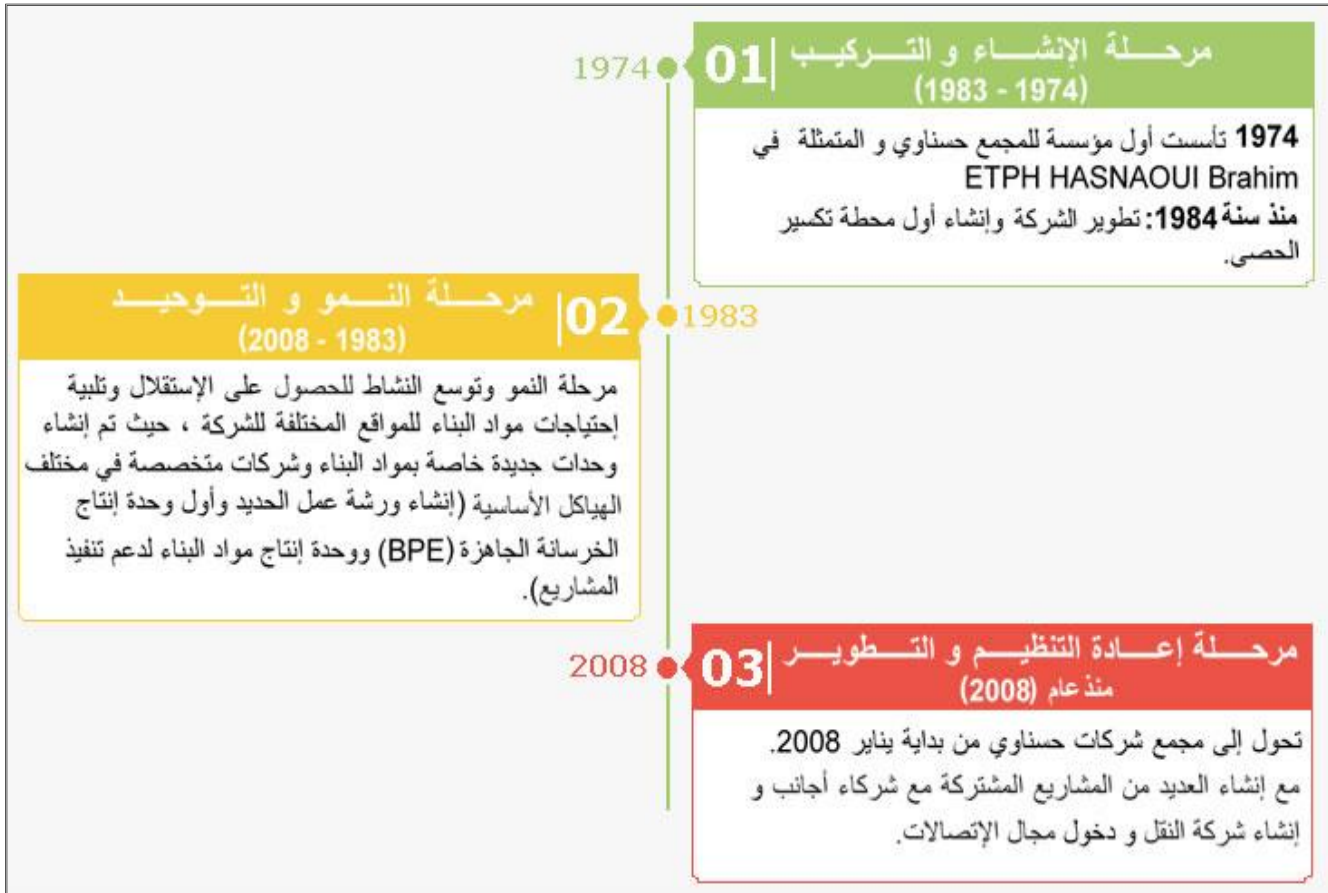 1974
01
مرحلة الإنشاء و التركيب
(1974 - 1983)
1974 تأسست أول مؤسسة للمجمع حسناوي و المتمثلة في
ETPH HASNAOUI Brahim
منذ سنة 1984: تطوير الشركة وإنشاء أول محطة تكسير
الحصى.
1983
02
مرحلة النمو و التوحيد
(1983 - 2008)
مرحلة النمو وتوسع النشاط للحصول على الإستقلال وتلبية
إحتياجات مواد البناء للمواقع المختلفة للشركة ، حيث تم إنشاء
وحدات جديدة خاصة بمواد البناء وشركات متخصصة في مختلف
الهياكل الأساسية (إنشاء ورشة عمل الحديد وأول وحدة إنتاج
الخرسانة الجاهزة (BPE) ووحدة إنتاج مواد البناء لدعم تنفيذ
المشاريع).
2008
03
مرحلة إعادة التنظيم و التطوير
منذ عام (2008)
تحول إلى مجمع شركات حسناوي من بداية يناير 2008.
مع إنشاء العديد من المشاريع المشتركة مع شركاء أجانب و
إنشاء شركة النقل و دخول مجال الإتصالات.